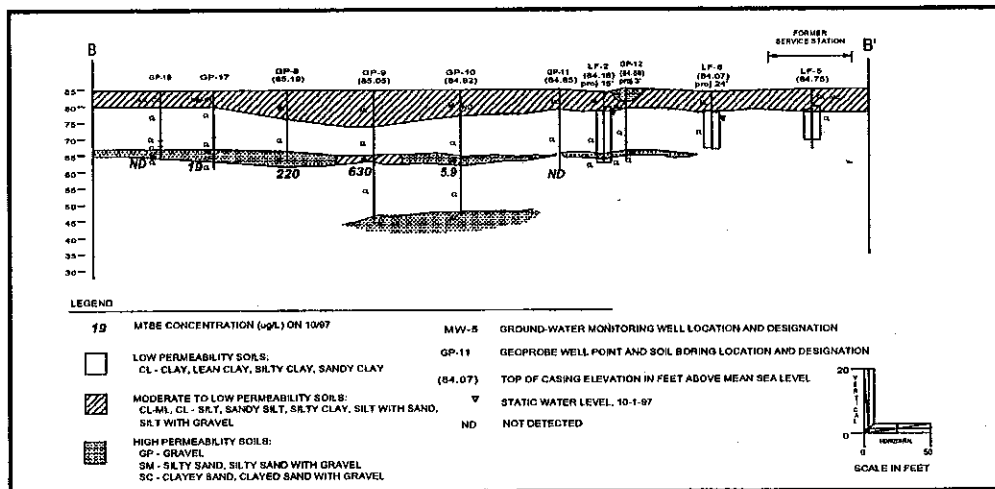 FORMER
SERVICE STATION
B
B'
GP-18
GP-17
GP-8
(85.19)
GP-9
(85.05)
GP-10
(84.92)
GP-11
(84.85)
LF-2
(84.18)
proj 15'
GP-12
(84.88)
proj 3'
LF-6
(84.07)
proj 24'
LF-5
(84.75)
85
80
75
70
65
60
55
50
45
40
35
30
ND
19
220
630
5.9
ND
LEGEND
19 MTBE CONCENTRATION (ug/L) ON 10/97
LOW PERMEABILITY SOILS:
CL - CLAY, LEAN CLAY, SILTY CLAY, SANDY CLAY
MODERATE TO LOW PERMEABILITY SOILS:
CL-ML, CL - SILT, SANDY SILT, SILTY CLAY, SILT WITH SAND,
SILT WITH GRAVEL
HIGH PERMEABILITY SOILS:
GP - GRAVEL
SM - SILTY SAND, SILTY SAND WITH GRAVEL
SC - CLAYEY SAND, CLAYED SAND WITH GRAVEL
MW-5 GROUND-WATER MONITORING WELL LOCATION AND DESIGNATION
GP-11 GEOPROBE WELL POINT AND SOIL BORING LOCATION AND DESIGNATION
(84.07) TOP OF CASING ELEVATION IN FEET ABOVE MEAN SEA LEVEL
STATIC WATER LEVEL, 10-1-97
ND NOT DETECTED
20
VERTICAL
0
HORIZONTAL
0 50
SCALE IN FEET